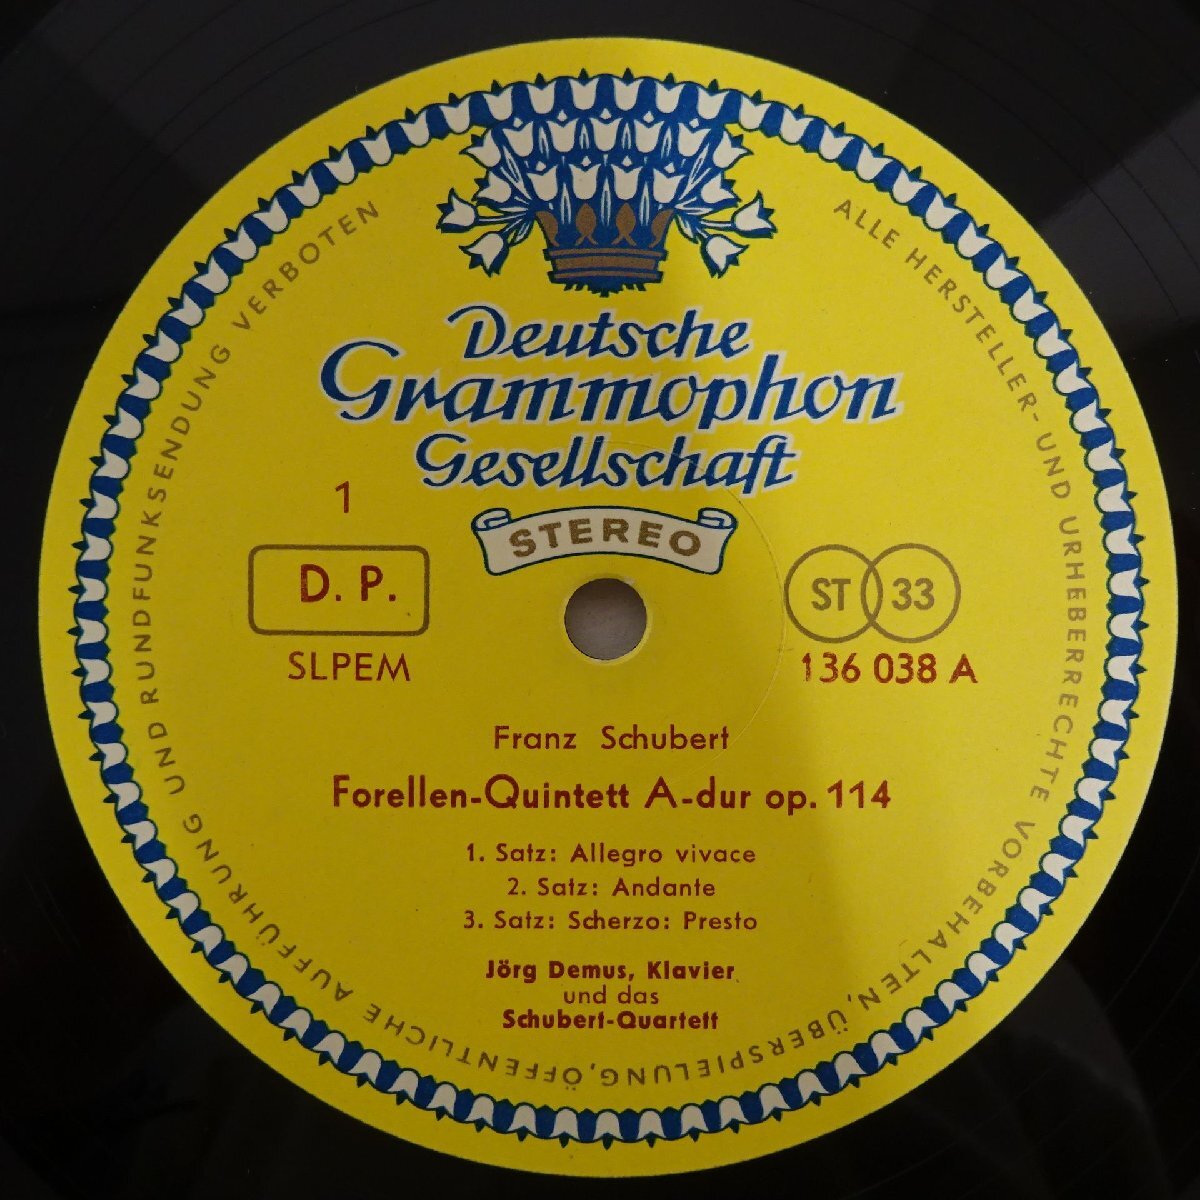 ALLE HERSTELLER- UND URHEBERRECHTE VORBEHALTEN, ÜBERSPIELUNG, ÖFFENTLICHE AUFFÜHRUNG UND RUNDFUNKSENDUNG VERBOTEN
Deutsche
Grammophon
Gesellschaft
STEREO
1
D. P.
SLPEM
ST 33
136 038 A
Franz Schubert
Forellen-Quintett A-dur op. 114
1. Satz: Allegro vivace
2. Satz: Andante
3. Satz: Scherzo: Presto
Jörg Demus, Klavier
und das
Schubert-Quartett